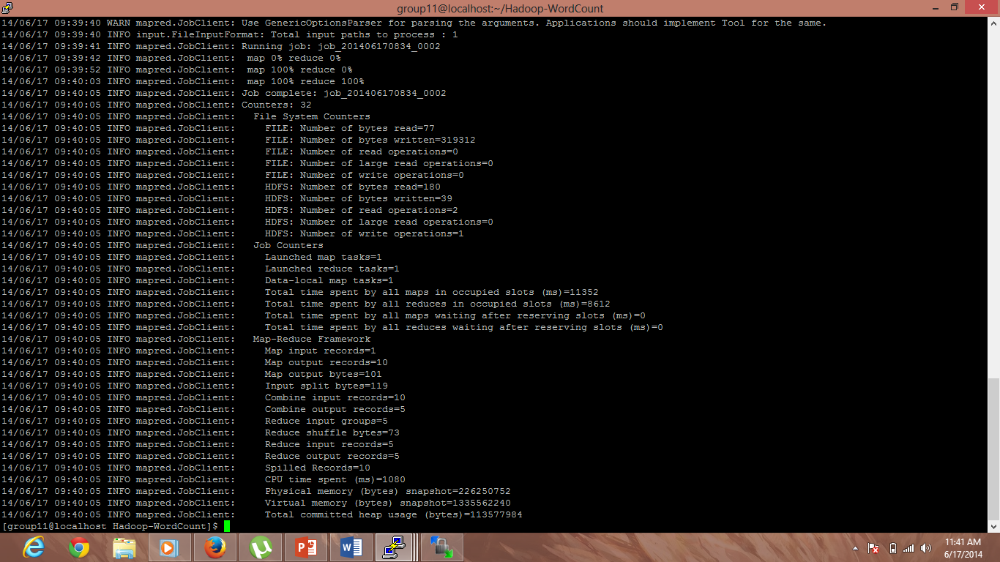 group11@localhost:~/Hadoop-WordCount
14/06/17 09:39:40 WARN mapred.JobClient: Use GenericOptionsParser for parsing the arguments. Applications should implement Tool for the same.
14/06/17 09:39:40 INFO input.FileInputFormat: Total input paths to process : 1
14/06/17 09:39:41 INFO mapred.JobClient: Running job: job_201406170834_0002
14/06/17 09:39:42 INFO mapred.JobClient:  map 0% reduce 0%
14/06/17 09:39:52 INFO mapred.JobClient:  map 100% reduce 0%
14/06/17 09:40:03 INFO mapred.JobClient:  map 100% reduce 100%
14/06/17 09:40:05 INFO mapred.JobClient: Job complete: job_201406170834_0002
14/06/17 09:40:05 INFO mapred.JobClient: Counters: 32
14/06/17 09:40:05 INFO mapred.JobClient:   File System Counters
14/06/17 09:40:05 INFO mapred.JobClient:     FILE: Number of bytes read=77
14/06/17 09:40:05 INFO mapred.JobClient:     FILE: Number of bytes written=319312
14/06/17 09:40:05 INFO mapred.JobClient:     FILE: Number of read operations=0
14/06/17 09:40:05 INFO mapred.JobClient:     FILE: Number of large read operations=0
14/06/17 09:40:05 INFO mapred.JobClient:     FILE: Number of write operations=0
14/06/17 09:40:05 INFO mapred.JobClient:     HDFS: Number of bytes read=180
14/06/17 09:40:05 INFO mapred.JobClient:     HDFS: Number of bytes written=39
14/06/17 09:40:05 INFO mapred.JobClient:     HDFS: Number of read operations=2
14/06/17 09:40:05 INFO mapred.JobClient:     HDFS: Number of large read operations=0
14/06/17 09:40:05 INFO mapred.JobClient:     HDFS: Number of write operations=1
14/06/17 09:40:05 INFO mapred.JobClient:   Job Counters
14/06/17 09:40:05 INFO mapred.JobClient:     Launched map tasks=1
14/06/17 09:40:05 INFO mapred.JobClient:     Launched reduce tasks=1
14/06/17 09:40:05 INFO mapred.JobClient:     Data-local map tasks=1
14/06/17 09:40:05 INFO mapred.JobClient:     Total time spent by all maps in occupied slots (ms)=11352
14/06/17 09:40:05 INFO mapred.JobClient:     Total time spent by all reduces in occupied slots (ms)=8612
14/06/17 09:40:05 INFO mapred.JobClient:     Total time spent by all maps waiting after reserving slots (ms)=0
14/06/17 09:40:05 INFO mapred.JobClient:     Total time spent by all reduces waiting after reserving slots (ms)=0
14/06/17 09:40:05 INFO mapred.JobClient:   Map-Reduce Framework
14/06/17 09:40:05 INFO mapred.JobClient:     Map input records=1
14/06/17 09:40:05 INFO mapred.JobClient:     Map output records=10
14/06/17 09:40:05 INFO mapred.JobClient:     Map output bytes=101
14/06/17 09:40:05 INFO mapred.JobClient:     Input split bytes=119
14/06/17 09:40:05 INFO mapred.JobClient:     Combine input records=10
14/06/17 09:40:05 INFO mapred.JobClient:     Combine output records=5
14/06/17 09:40:05 INFO mapred.JobClient:     Reduce input groups=5
14/06/17 09:40:05 INFO mapred.JobClient:     Reduce shuffle bytes=73
14/06/17 09:40:05 INFO mapred.JobClient:     Reduce input records=5
14/06/17 09:40:05 INFO mapred.JobClient:     Reduce output records=5
14/06/17 09:40:05 INFO mapred.JobClient:     Spilled Records=10
14/06/17 09:40:05 INFO mapred.JobClient:     CPU time spent (ms)=1080
14/06/17 09:40:05 INFO mapred.JobClient:     Physical memory (bytes) snapshot=226250752
14/06/17 09:40:05 INFO mapred.JobClient:     Virtual memory (bytes) snapshot=1335562240
14/06/17 09:40:05 INFO mapred.JobClient:     Total committed heap usage (bytes)=113577984
[group11@localhost Hadoop-WordCount]$
11:41 AM
6/17/2014